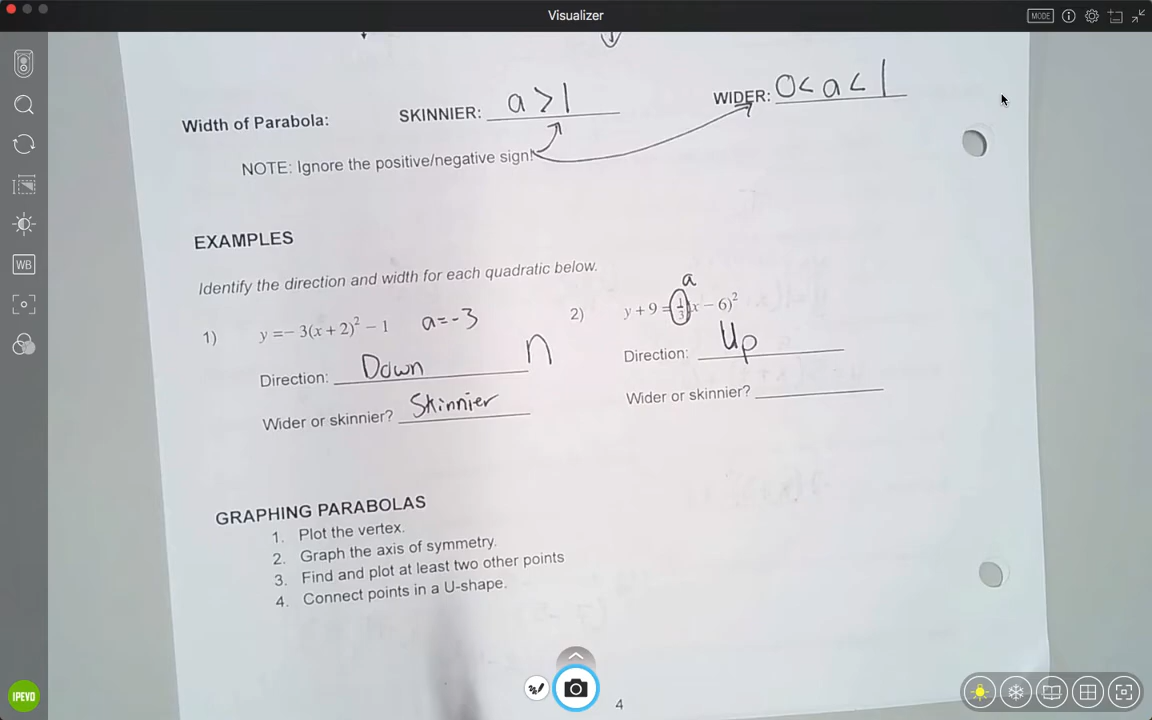 Visualizer
MODE
Width of Parabola: SKINNIER: a > 1 WIDER: 0 < a < 1
NOTE: Ignore the positive/negative sign!
EXAMPLES
Identify the direction and width for each quadratic below.
1) y = − 3(x + 2)² − 1 a = -3
Direction: Down n
Wider or skinnier? Skinnier
a
2) y + 9 = 1/3(x − 6)²
Direction: Up
Wider or skinnier?
GRAPHING PARABOLAS
1. Plot the vertex.
2. Graph the axis of symmetry.
3. Find and plot at least two other points
4. Connect points in a U-shape.
4
WB
IPEVO